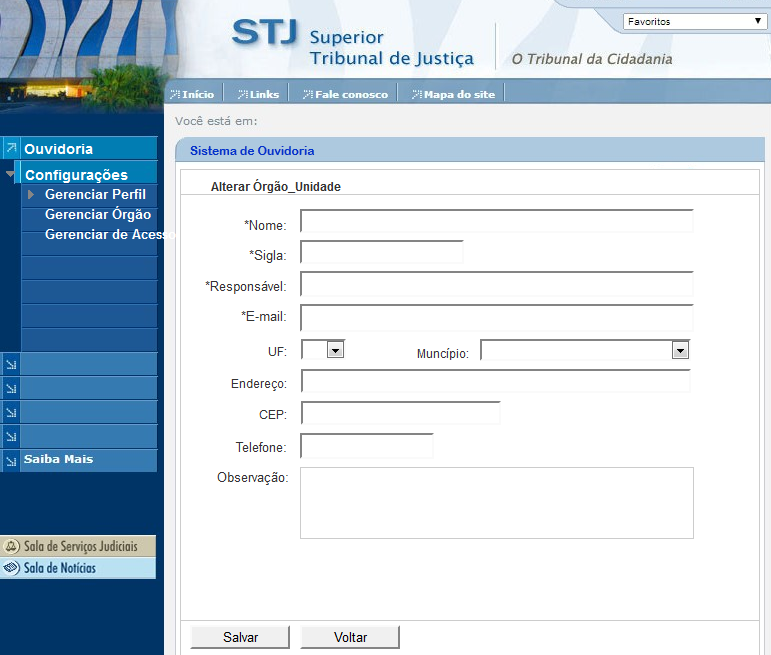 STJ Superior
Tribunal de Justiça
O Tribunal da Cidadania
Favoritos
Início
Links
Fale conosco
Mapa do site
Você está em:
Ouvidoria
Configurações
Gerenciar Perfil
Gerenciar Órgão
Gerenciar de Acesso
Saiba Mais
Sala de Serviços Judiciais
Sala de Notícias
Sistema de Ouvidoria
Alterar Órgão_Unidade
*Nome:
*Sigla:
*Responsável:
*E-mail:
UF:
Muncípio:
Endereço:
CEP:
Telefone:
Observação:
Salvar
Voltar